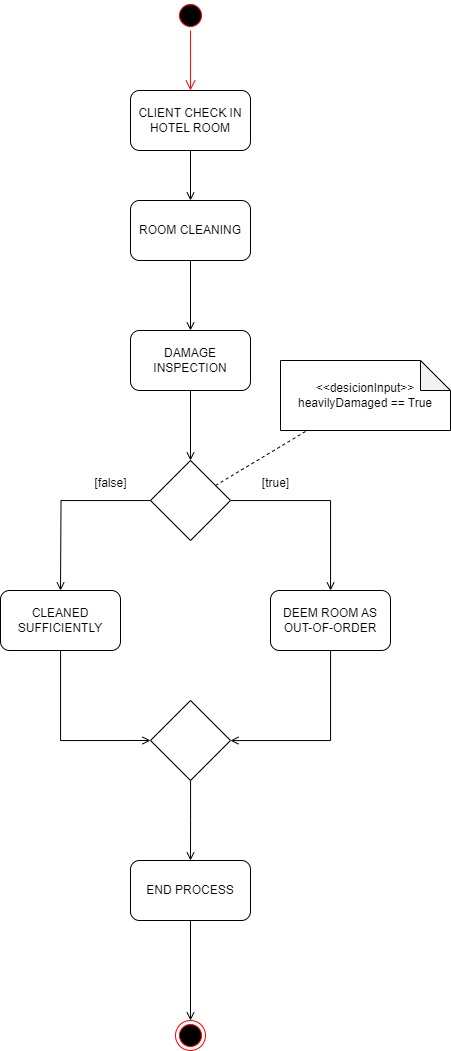 CLIENT CHECK IN
HOTEL ROOM
ROOM CLEANING
DAMAGE
INSPECTION
<<desicionInput>>
heavilyDamaged == True
[false]
[true]
CLEANED
SUFFICIENTLY
DEEM ROOM AS
OUT-OF-ORDER
END PROCESS